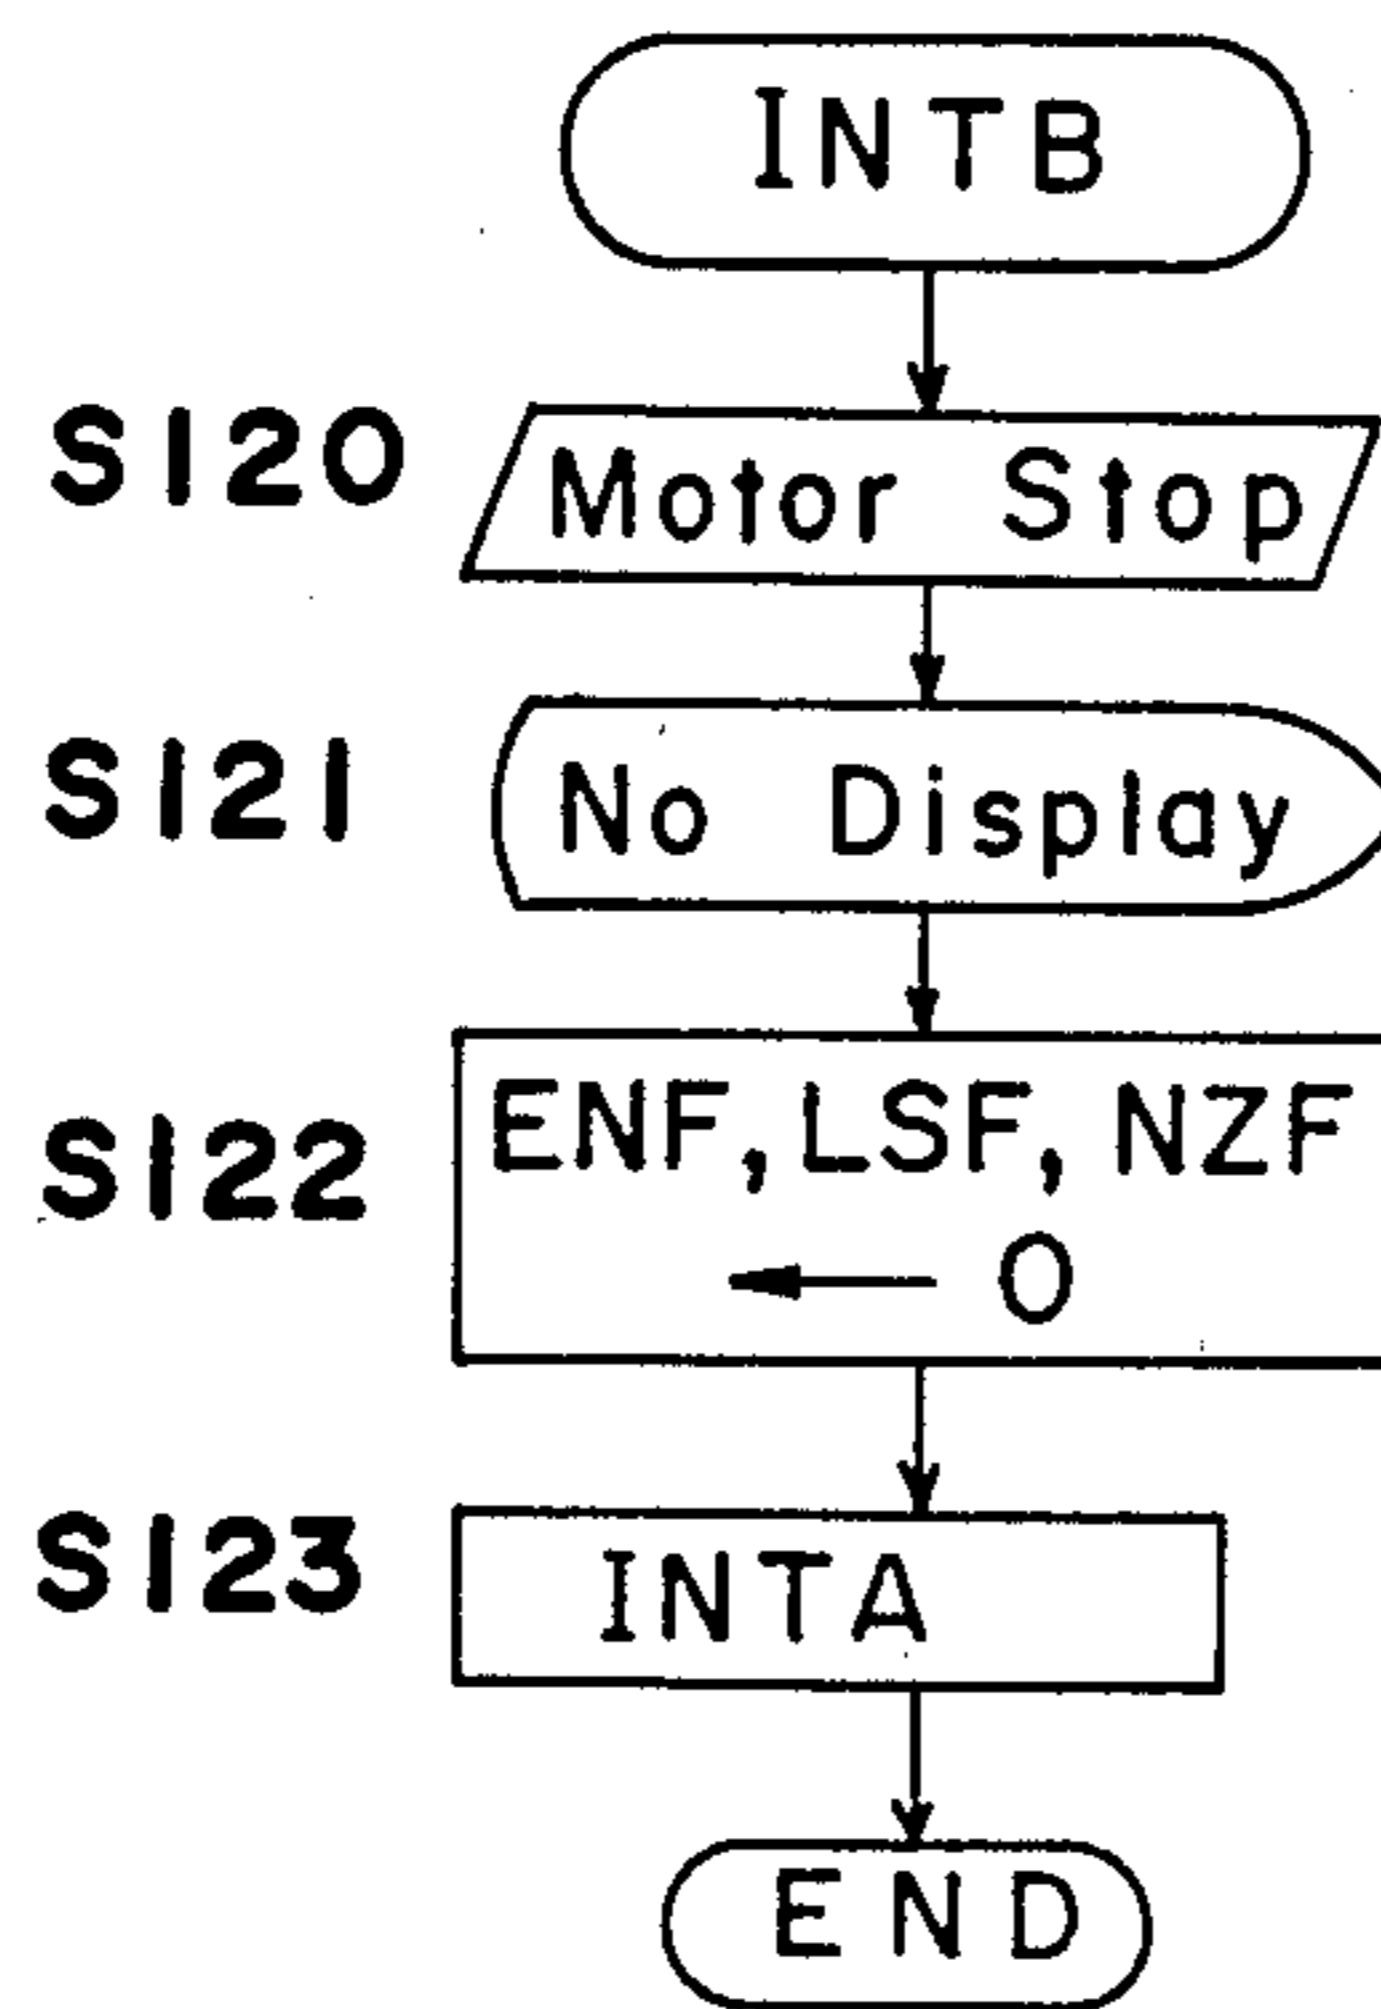 INTB
S120 Motor Stop
S121 No Display
S122 ENF, LSF, NZF
← 0
S123 INTA
END